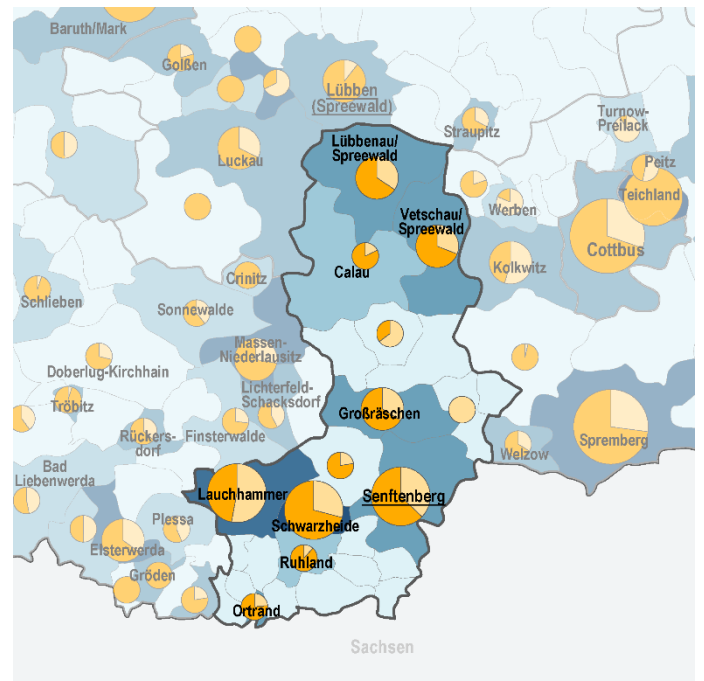 Baruth/Mark
Golßen
Lübben
(Spreewald)
Turnow-
Preilack
Straupitz
Lübbenau/
Spreewald
Luckau
Peitz
Teichland
Vetschau/
Spreewald
Werben
Cottbus
Calau
Kolkwitz
Crinitz
Schlieben
Sonnewalde
Massen-
Niederlausitz
Doberlug-Kirchhain
Lichterfeld-
Schacksdorf
Tröbitz
Großräschen
Rückers-
dorf
Finsterwalde
Spremberg
Welzow
Bad
Liebenwerda
Lauchhammer
Senftenberg
Plessa
Schwarzheide
Elsterwerda
Ruhland
Gröden
Ortrand
Sachsen